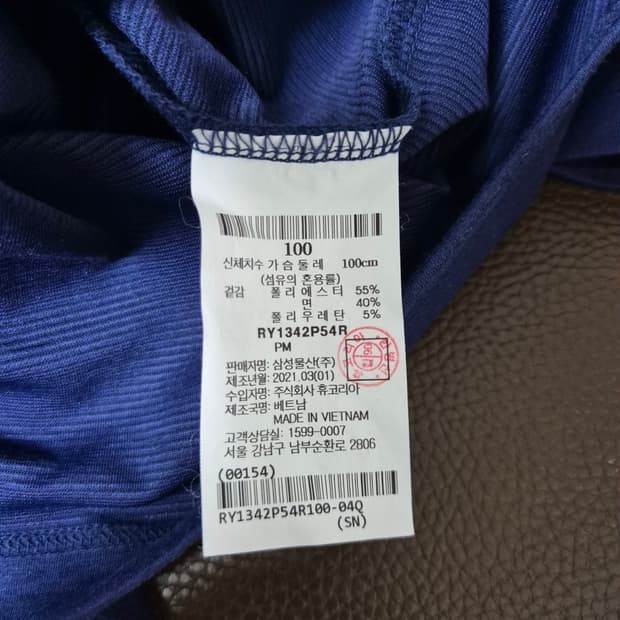 100
신체치수 가슴둘레 100cm
(섬유의 혼용률)
겉감 폴리에스터 55%
면 40%
폴리우레탄 5%
RY1342P54R
PM
판매자명: 삼성물산(주)
제조년월: 2021.03(01)
수입자명: 주식회사 휴코리아
제조국명: 베트남
MADE IN VIETNAM
고객상담실: 1599-0007
서울 강남구 남부순환로 2806
(00154)
RY1342P54R100-04Q
(SN)